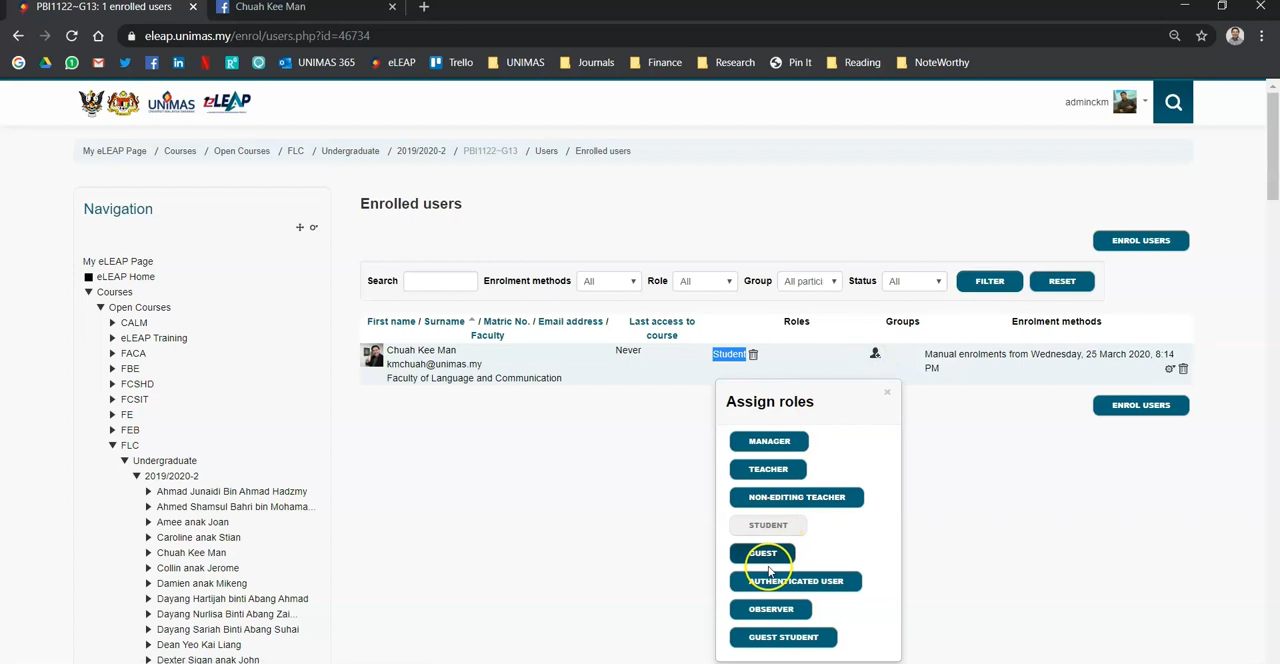 PBI1122~G13: 1 enrolled users
Chuah Kee Man
eleap.unimas.my/enrol/users.php?id=46734
UNIMAS 365
eLEAP
Trello
UNIMAS
Journals
Finance
Research
Pin It
Reading
NoteWorthy
UNIMAS
eLEAP
adminckm
My eLEAP Page / Courses / Open Courses / FLC / Undergraduate / 2019/2020-2 / PBI1122~G13 / Users / Enrolled users
Navigation
My eLEAP Page
eLEAP Home
Courses
Open Courses
CALM
eLEAP Training
FACA
FBE
FCSHD
FCSIT
FE
FEB
FLC
Undergraduate
2019/2020-2
Ahmad Junaidi Bin Ahmad Hadzmy
Ahmed Shamsul Bahri bin Mohama...
Amee anak Joan
Caroline anak Stian
Chuah Kee Man
Collin anak Jerome
Damien anak Mikeng
Dayang Hartijah binti Abang Ahmad
Dayang Nurlisa Binti Abang Zai...
Dayang Sariah Binti Abang Suhai
Dean Yeo Kai Liang
Dexter Sigan anak John
Enrolled users
ENROL USERS
Search
Enrolment methods All
Role All
Group All partici
Status All
FILTER
RESET
First name / Surname / Matric No. / Email address /
Faculty
Last access to
course
Roles
Groups
Enrolment methods
Chuah Kee Man
kmchuah@unimas.my
Faculty of Language and Communication
Never
Student
Manual enrolments from Wednesday, 25 March 2020, 8:14
PM
ENROL USERS
Assign roles
MANAGER
TEACHER
NON-EDITING TEACHER
STUDENT
GUEST
AUTHENTICATED USER
OBSERVER
GUEST STUDENT